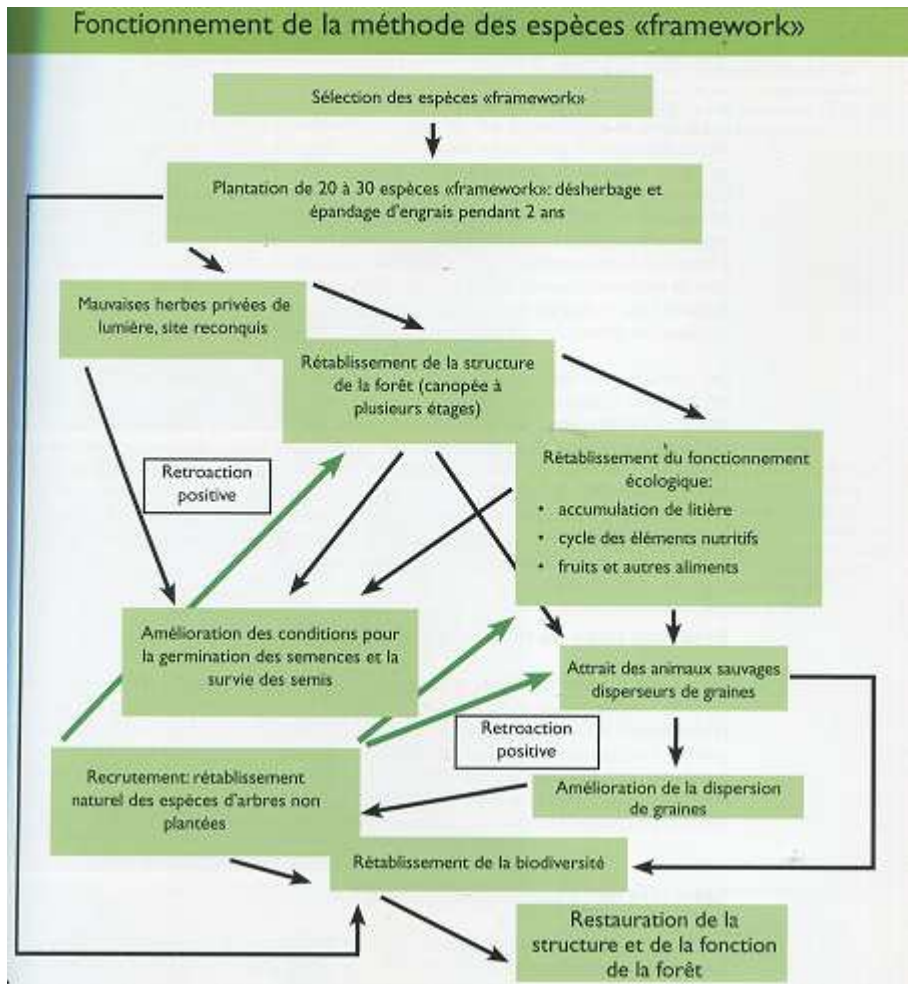 Fonctionnement de la méthode des espèces «framework»
Sélection des espèces «framework»
Plantation de 20 à 30 espèces «framework»: désherbage et
épandage d'engrais pendant 2 ans
Mauvaises herbes privées de
lumière, site reconquis
Rétablissement de la structure
de la forêt (canopée à
plusieurs étages)
Retroaction
positive
Rétablissement du fonctionnement
écologique:
• accumulation de litière
• cycle des éléments nutritifs
• fruits et autres aliments
Amélioration des conditions pour
la germination des semences et la
survie des semis
Attrait des animaux sauvages
disperseurs de graines
Retroaction
positive
Recrutement: rétablissement
naturel des espèces d'arbres non
plantées
Amélioration de la dispersion
de graines
Rétablissement de la biodiversité
Restauration de la
structure et de la fonction
de la forêt